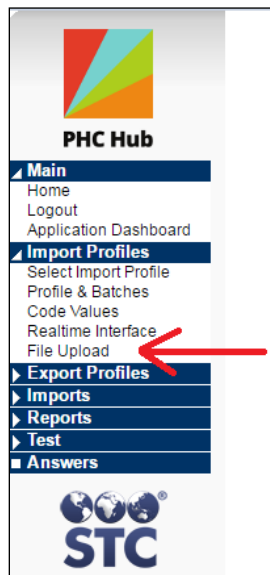 PHC Hub
Main
Home
Logout
Application Dashboard
Import Profiles
Select Import Profile
Profile & Batches
Code Values
Realtime Interface
File Upload
Export Profiles
Imports
Reports
Test
Answers
®
STC